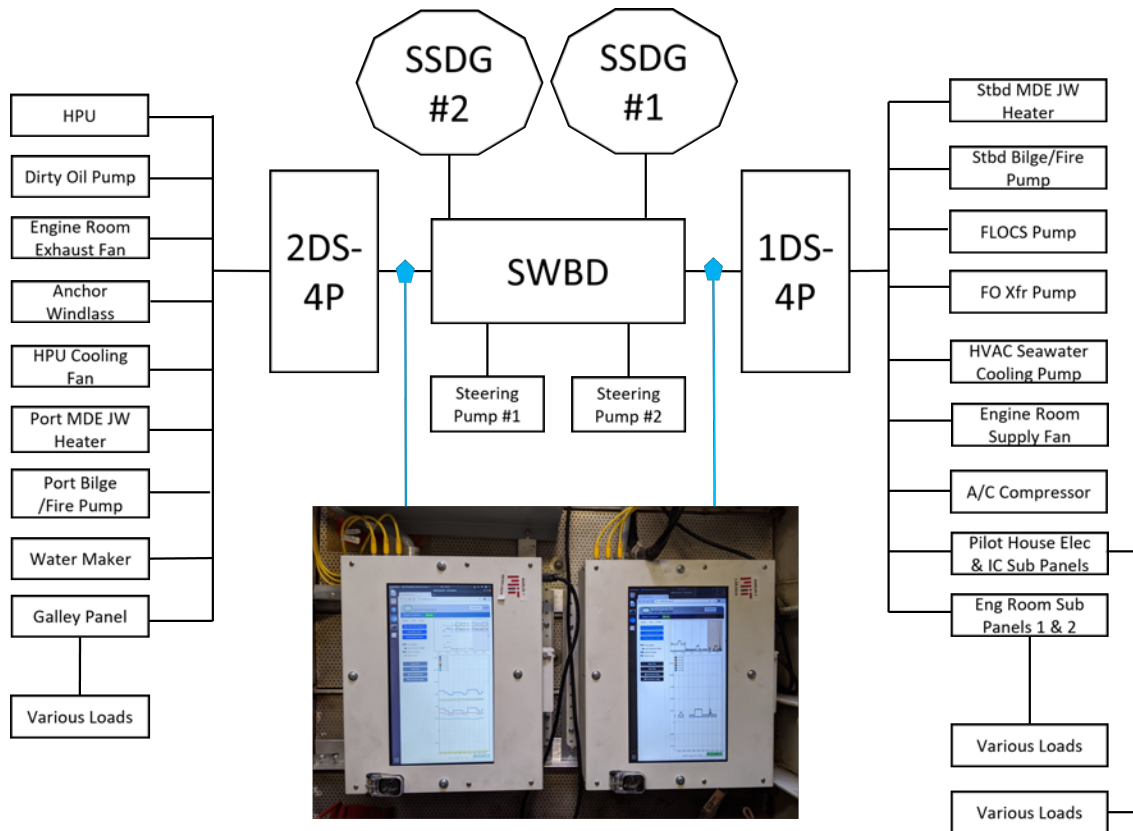 SSDG
#2
SSDG
#1
HPU
Dirty Oil Pump
Engine Room
Exhaust Fan
Anchor
Windlass
HPU Cooling
Fan
Port MDE JW
Heater
Port Bilge
/Fire Pump
Water Maker
Galley Panel
Various Loads
2DS-
4P
SWBD
1DS-
4P
Steering
Pump #1
Steering
Pump #2
Stbd MDE JW
Heater
Stbd Bilge/Fire
Pump
FLOCS Pump
FO Xfr Pump
HVAC Seawater
Cooling Pump
Engine Room
Supply Fan
A/C Compressor
Pilot House Elec
& IC Sub Panels
Eng Room Sub
Panels 1 & 2
Various Loads
Various Loads